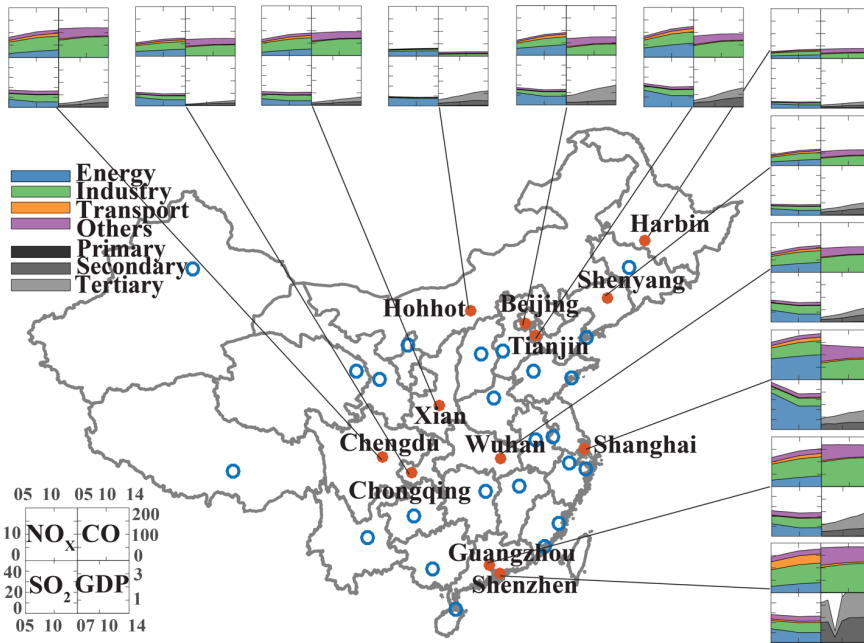 Energy
Industry
Transport
Others
Primary
Secondary
Tertiary
Harbin
Shenyang
Hohhot
Beijing
Tianjin
Xian
Chengdu
Wuhan
Shanghai
Chongqing
Guangzhou
Shenzhen
05 10 05 10 14
10 NOX CO 200
0 100
0
40 SO2 GDP 3
20 1
0
05 10 07 10 14